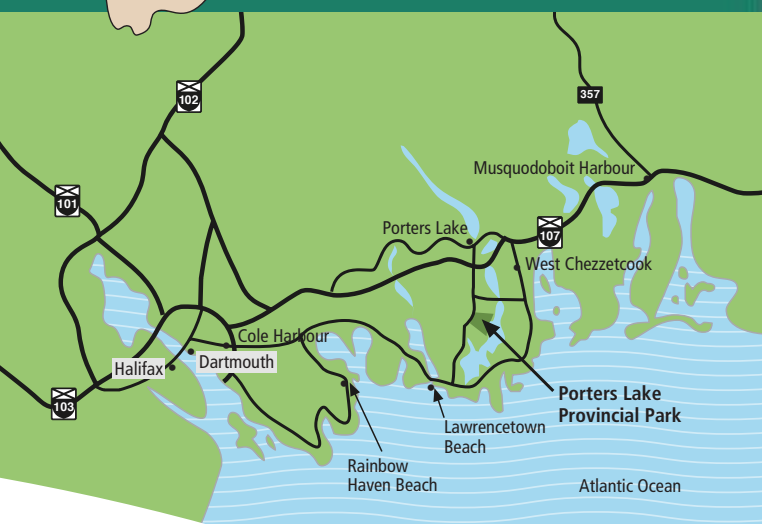 102
357
Musquodoboit Harbour
101
Porters Lake
107
West Chezzetcook
Cole Harbour
Dartmouth
Halifax
103
Porters Lake
Provincial Park
Lawrencetown
Beach
Rainbow
Haven Beach
Atlantic Ocean